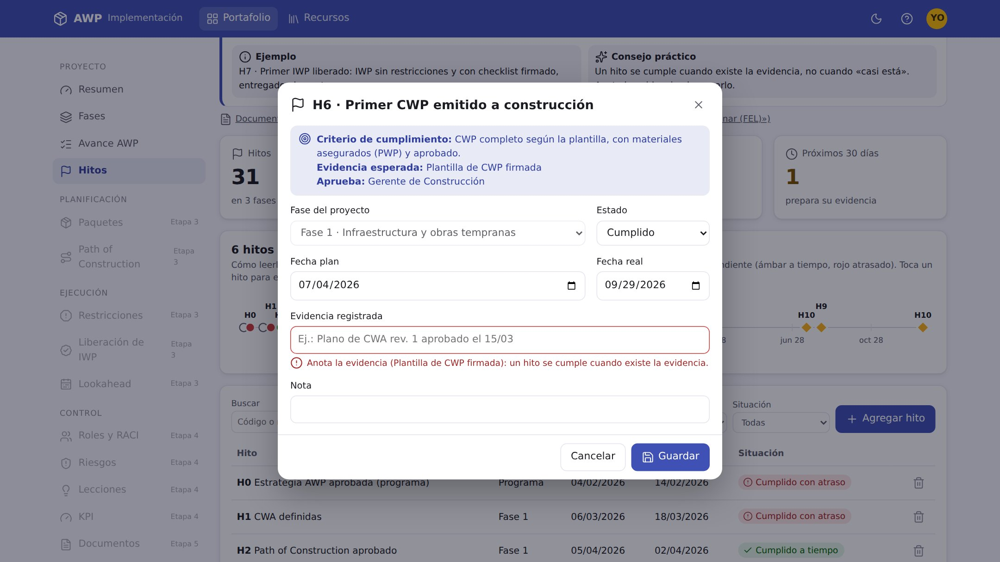 AWP Implementación
Portafolio
Recursos
YO
PROYECTO
Resumen
Fases
Avance AWP
Hitos
PLANIFICACIÓN
Paquetes Etapa 3
Path of Construction Etapa 3
EJECUCIÓN
Restricciones Etapa 3
Liberación de IWP Etapa 3
Lookahead Etapa 3
CONTROL
Roles y RACI Etapa 4
Riesgos Etapa 4
Lecciones Etapa 4
KPI Etapa 4
Documentos Etapa 5
Ejemplo
H7 · Primer IWP liberado: IWP sin restricciones y con checklist firmado,
Consejo práctico
Un hito se cumple cuando existe la evidencia, no cuando «casi está».
nar (FEL)»)
Hitos
31
en 3 fases
Próximos 30 días
1
prepara su evidencia
6 hitos
Cómo
ndiente (ámbar a tiempo, rojo atrasado). Toca un
hito para
H0
H1
H10
H9
H10
jun 28
oct 28
H6 · Primer CWP emitido a construcción
Criterio de cumplimiento: CWP completo según la plantilla, con materiales
asegurados (PWP) y aprobado.
Evidencia esperada: Plantilla de CWP firmada
Aprueba: Gerente de Construcción
Fase del proyecto
Fase 1 · Infraestructura y obras tempranas
Estado
Cumplido
Fecha plan
07/04/2026
Fecha real
09/29/2026
Evidencia registrada
Ej.: Plano de CWA rev. 1 aprobado el 15/03
Anota la evidencia (Plantilla de CWP firmada): un hito se cumple cuando existe la evidencia.
Nota
Cancelar
Guardar
Buscar
Código o
Situación
Todas
Agregar hito
Hito
Situación
H0 Estrategia AWP aprobada (programa) Programa 04/02/2026 14/02/2026 Cumplido con atraso
H1 CWA definidas Fase 1 06/03/2026 18/03/2026 Cumplido con atraso
H2 Path of Construction aprobado Fase 1 05/04/2026 02/04/2026 Cumplido a tiempo